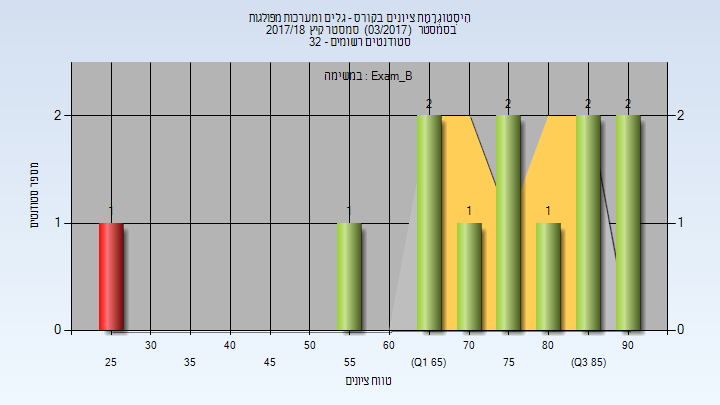 היסטוגרמת ציונים בקורס - גלים ומערכות מפולגות
בסמסטר (03/2017) סמסטר קיץ 2017/18
סטודנטים רשומים - 32
במשימה : Exam_B
מספר סטודנטים
2 2
1 1
0 0
1 1 2 1 2 1 2 2
30 40 50 60 70 80 90
25 35 45 55 (Q1 65) 75 (Q3 85)
טווח ציונים